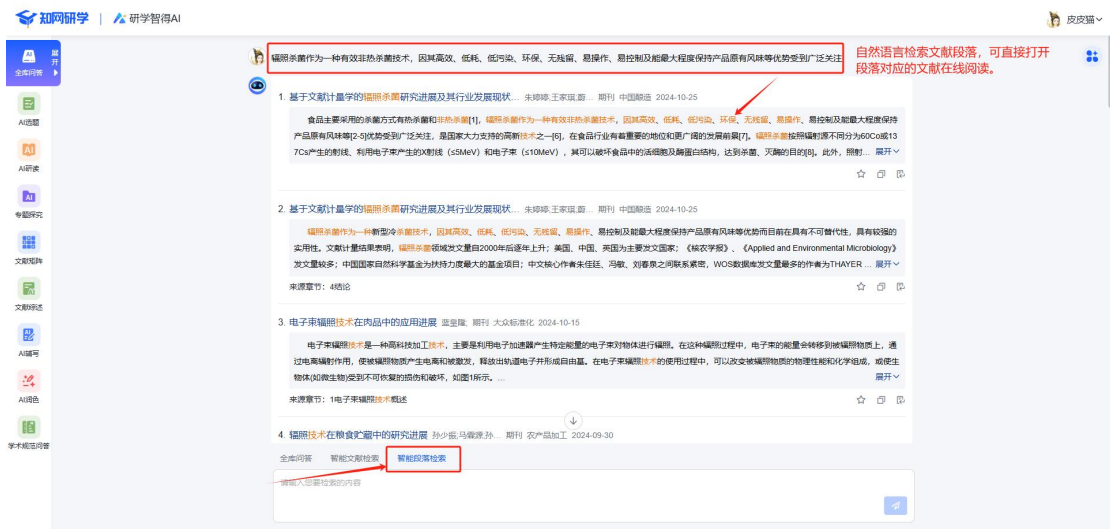 知网研学 | 研学智得AI
皮皮猫
AI
全库问答
展开
AI选题
AI研读
专题探究
文献矩阵
文献综述
AI辅写
AI润色
学术规范问答
辐照杀菌作为一种有效非热杀菌技术，因其高效、低耗、低污染、环保、无残留、易操作、易控制及能最大程度保持产品原有风味等优势受到广泛关注
自然语言检索文献段落，可直接打开
段落对应的文献在线阅读。
1. 基于文献计量学的辐照杀菌研究进展及其行业发展现状... 朱婷婷;王家琪;蔚... 期刊 中国酿造 2024-10-25
食品主要采用的杀菌方式有热杀菌和非热杀菌[1]，辐照杀菌作为一种有效非热杀菌技术，因其高效、低耗、低污染、环保、无残留、易操作、易控制及能最大程度保持
产品原有风味等[2-5]优势受到广泛关注，是国家大力支持的高新技术之一[6]，在食品行业有着重要的地位和更广阔的发展前景[7]。辐照杀菌按照辐射源不同分为60Co或13
7Cs产生的射线、利用电子束产生的X射线（≤5MeV）和电子束（≤10MeV），其可以破坏食品中的活细胞及酶蛋白结构，达到杀菌、灭酶的目的[8]。此外，照射... 展开
2. 基于文献计量学的辐照杀菌研究进展及其行业发展现状... 朱婷婷;王家琪;蔚... 期刊 中国酿造 2024-10-25
辐照杀菌作为一种新型冷杀菌技术，因其高效、低耗、低污染、无残留、易操作、易控制及能最大程度保持产品原有风味等优势而目前在具有不可替代性，具有较强的
实用性。文献计量结果表明，辐照杀菌领域发文量自2000年后逐年上升；美国、中国、英国为主要发文国家；《核农学报》、《Applied and Environmental Microbiology》
发文量较多；中国国家自然科学基金为扶持力度最大的基金项目；中文核心作者朱佳廷、冯敏、刘春泉之间联系紧密，WOS数据库发文量最多的作者为THAYER ... 展开
来源章节：4结论
3. 电子束辐照技术在肉品中的应用进展 期刊 大众标准化 2024-10-15
电子束辐照技术是一种高科技加工技术，主要是利用电子加速器产生特定能量的电子束对物体进行辐照。在这种辐照过程中，电子束的能量会转移到被辐照物质上，通
过电离辐射作用，使被辐照物质产生电离和被激发，释放出轨道电子并形成自由基。在电子束辐照技术的使用过程中，可以改变被辐照物质的物理性能和化学组成，或使生
物体(如微生物)受到不可恢复的损伤和破坏，如图1所示。... 展开
来源章节：1电子束辐照技术概述
4. 辐照技术在粮食贮藏中的研究进展 孙少振;马霖源;孙... 期刊 农产品加工 2024-09-30
全库问答 智能文献检索 智能段落检索
请输入您要检索的内容